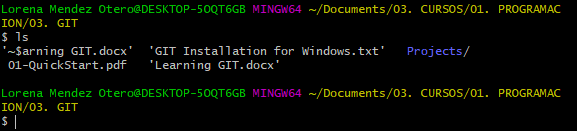 Lorena Mendez Otero@DESKTOP-5OQT6GB MINGW64 ~/Documents/03. CURSOS/01. PROGRAMAC
ION/03. GIT
$ ls
'~$arning GIT.docx'  'GIT Installation for Windows.txt'   Projects/
 01-QuickStart.pdf   'Learning GIT.docx'
Lorena Mendez Otero@DESKTOP-5OQT6GB MINGW64 ~/Documents/03. CURSOS/01. PROGRAMAC
ION/03. GIT
$